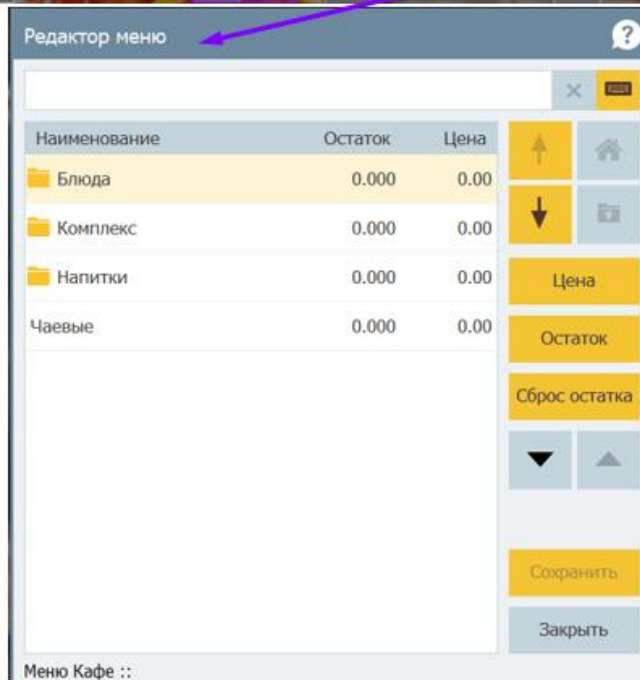 Редактор меню
?
Наименование Остаток Цена
Блюда 0.000 0.00
Комплекс 0.000 0.00
Напитки 0.000 0.00
Чаевые 0.000 0.00
Цена
Остаток
Сброс остатка
Сохранить
Закрыть
Меню Кафе ::